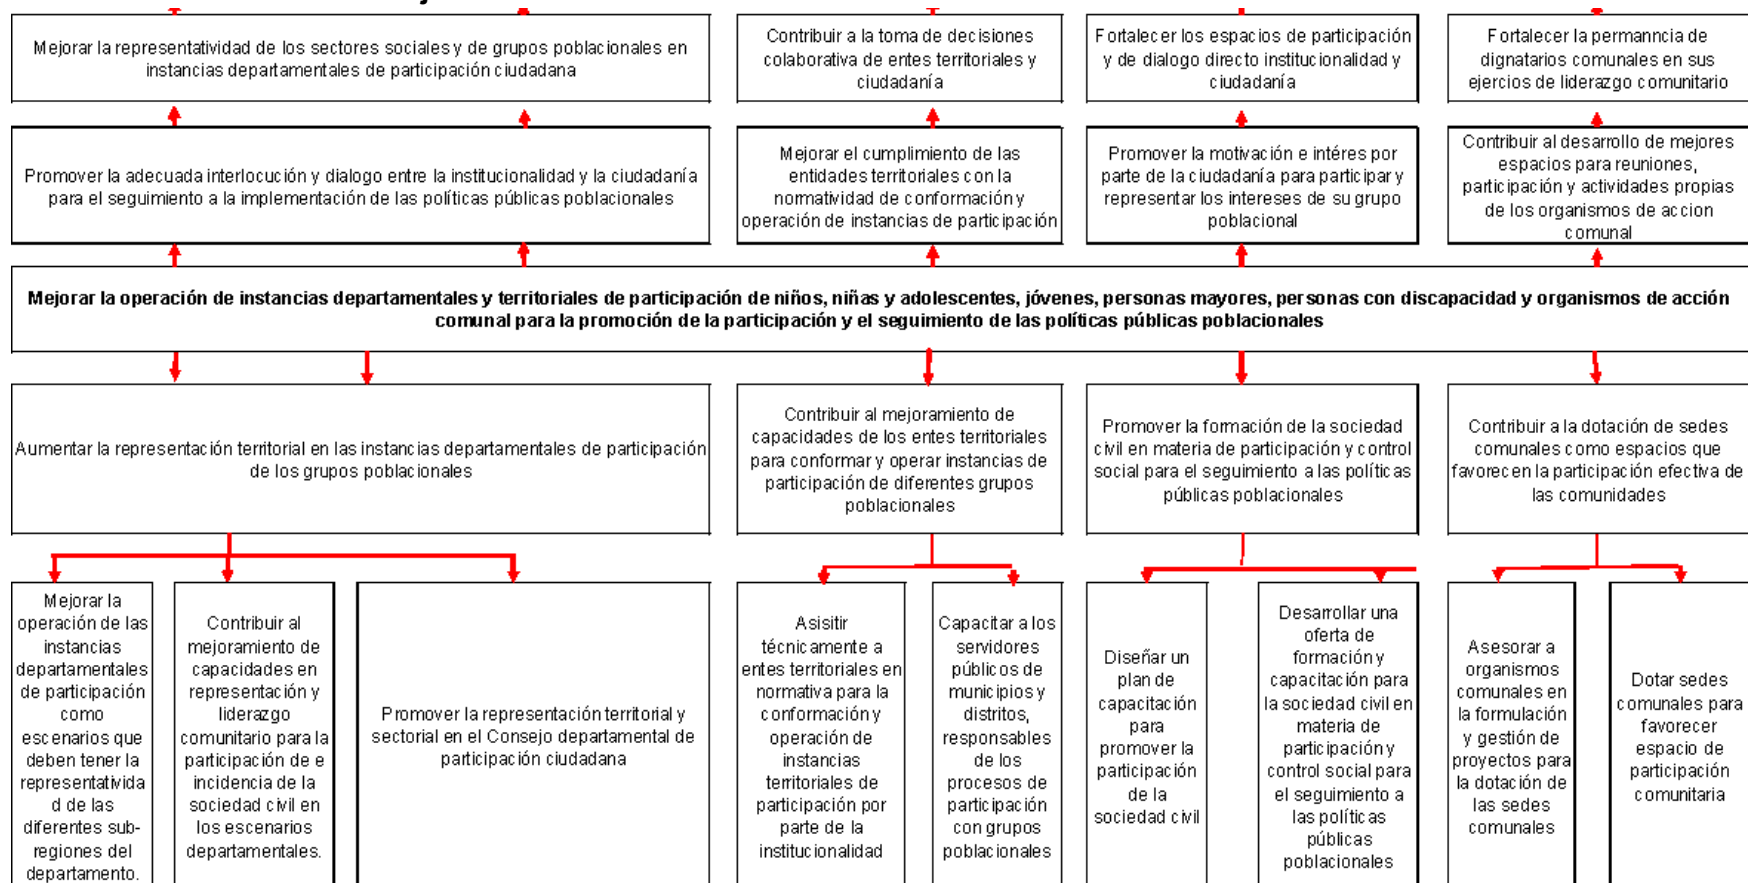 Mejorar la representatividad de los sectores sociales y de grupos poblacionales en
instancias departamentales de participación ciudadana
Contribuir a la toma de decisiones
colaborativa de entes territoriales y
ciudadanía
Fortalecer los espacios de participación
y de dialogo directo institucionalidad y
ciudadanía
Fortalecer la permanncia de
dignatarios comunales en sus
ejercios de liderazgo comunitario
Promover la adecuada interlocución y dialogo entre la institucionalidad y la ciudadanía
para el seguimiento a la implementación de las políticas públicas poblacionales
Mejorar el cumplimiento de las
entidades territoriales con la
normatividad de conformación y
operación de instancias de participación
Promover la motivación e intéres por
parte de la ciudadanía para participar y
representar los intereses de su grupo
poblacional
Contribuir al desarrollo de mejores
espacios para reuniones,
participación y actividades propias
de los organismos de accion
comunal
Mejorar la operación de instancias departamentales y territoriales de participación de niños, niñas y adolescentes, jóvenes, personas mayores, personas con discapacidad y organismos de acción
comunal para la promoción de la participación y el seguimiento de las políticas públicas poblacionales
Aumentar la representación territorial en las instancias departamentales de participación
de los grupos poblacionales
Contribuir al mejoramiento de
capacidades de los entes territoriales
para conformar y operar instancias de
participación de diferentes grupos
poblacionales
Promover la formación de la sociedad
civil en materia de participación y control
social para el seguimiento a las políticas
públicas poblacionales
Contribuir a la dotación de sedes
comunales como espacios que
favorecen la participación efectiva de
las comunidades
Mejorar la
operación de las
instancias
departamentales
de participación
como
escenarios que
deben tener la
representativida
d de las
diferentes sub-
regiones del
departamento.
Contribuir al
mejoramiento de
capacidades en
representación y
liderazgo
comunitario para la
participación de e
incidencia de la
sociedad civil en
los escenarios
departamentales.
Promover la representación territorial y
sectorial en el Consejo departamental de
participación ciudadana
Asisitir
técnicamente a
entes territoriales en
normativa para la
conformación y
operación de
instancias
territoriales de
participación por
parte de la
institucionalidad
Capacitar a los
servidores
públicos de
municipios y
distritos,
responsables
de los
procesos de
participación
con grupos
poblacionales
Diseñar un
plan de
capacitación
para
promover la
participación
de la
sociedad civil
Desarrollar una
oferta de
formación y
capacitación para
la sociedad civil en
materia de
participación y
control social para
el seguimiento a
las políticas
públicas
poblacionales
Asesorar a
organismos
comunales en
la formulación
y gestión de
proyectos para
la dotación de
las sedes
comunales
Dotar sedes
comunales para
favorecer
espacio de
participación
comunitaria